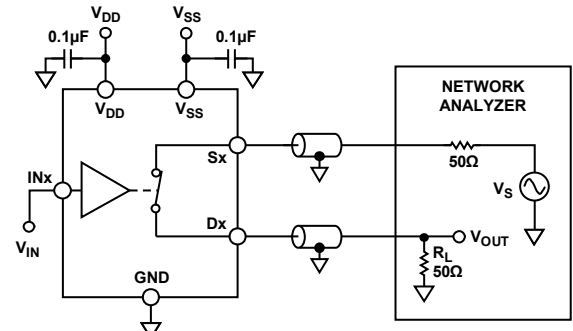 VDD
VSS
0.1µF
0.1µF
VDD
VSS
NETWORK
ANALYZER
INx
Sx
50Ω
VS
Dx
VOUT
VIN
RL
50Ω
GND